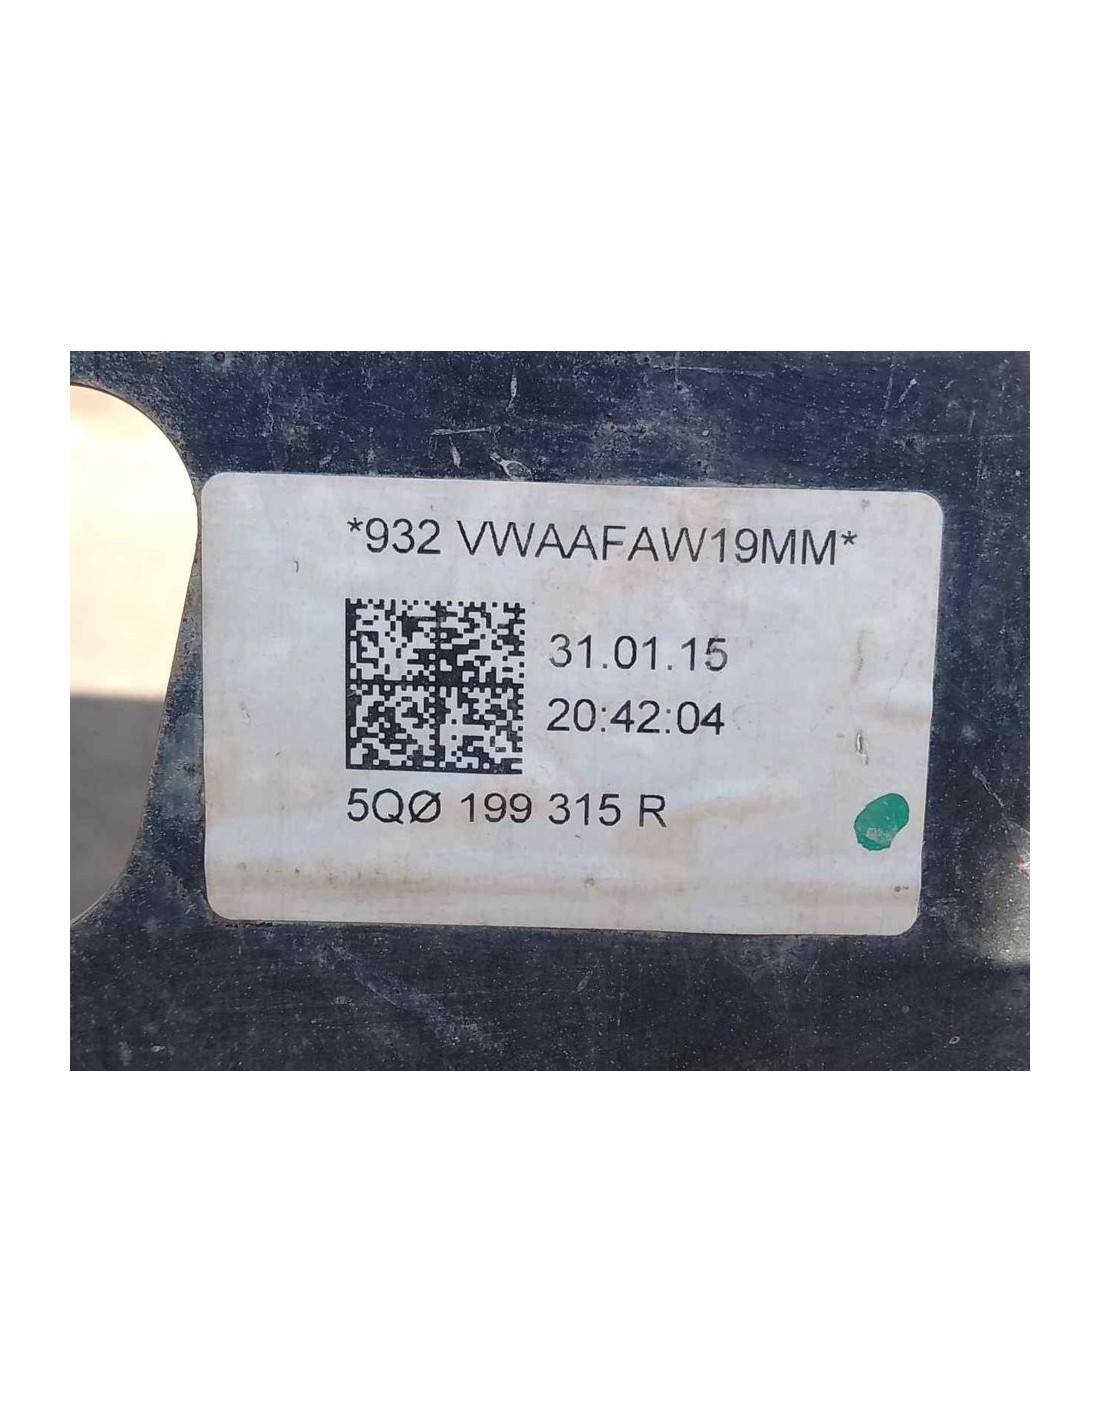 *932 VWAAFAW19MM*
31.01.15
20:42:04
5QØ 199 315 R